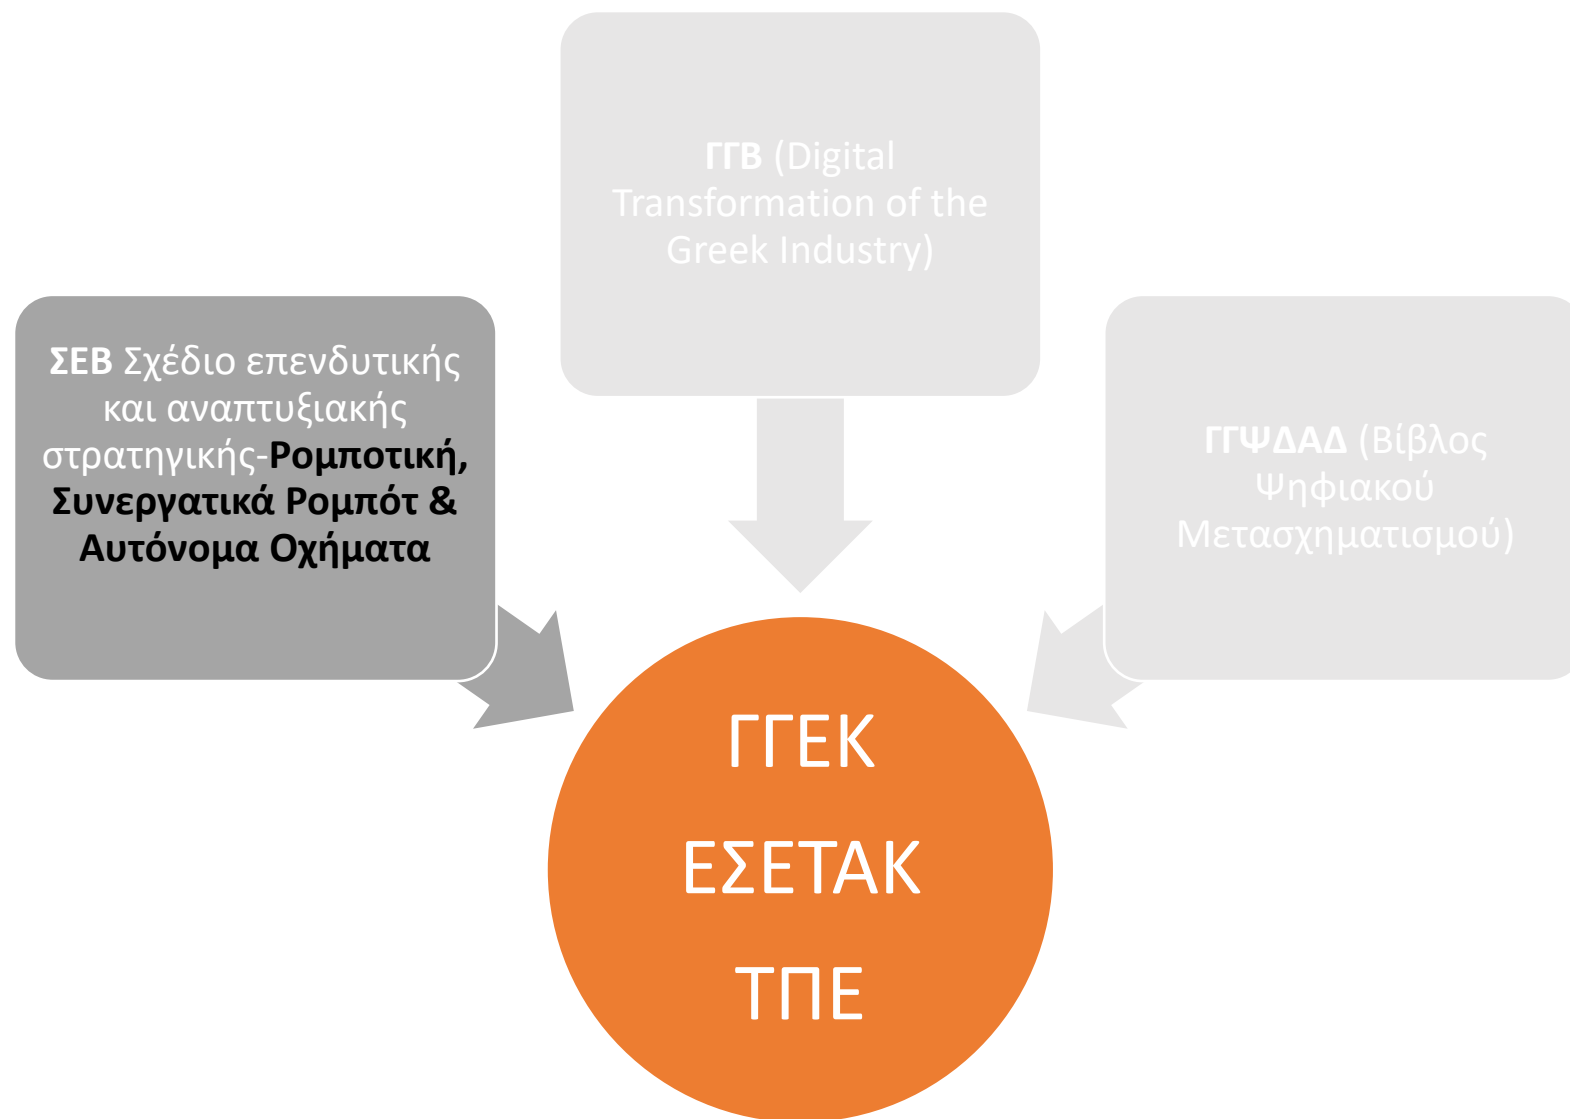 ΓΓΒ (Digital
Transformation of the
Greek Industry)
ΣΕΒ Σχέδιο επενδυτικής
και αναπτυξιακής
στρατηγικής-Ρομποτική,
Συνεργατικά Ρομπότ &
Αυτόνομα Οχήματα
ΓΓΨΔΑΔ (Βίβλος
Ψηφιακού
Μετασχηματισμού)
ΓΓΕΚ
ΕΣΕΤΑΚ
ΤΠΕ